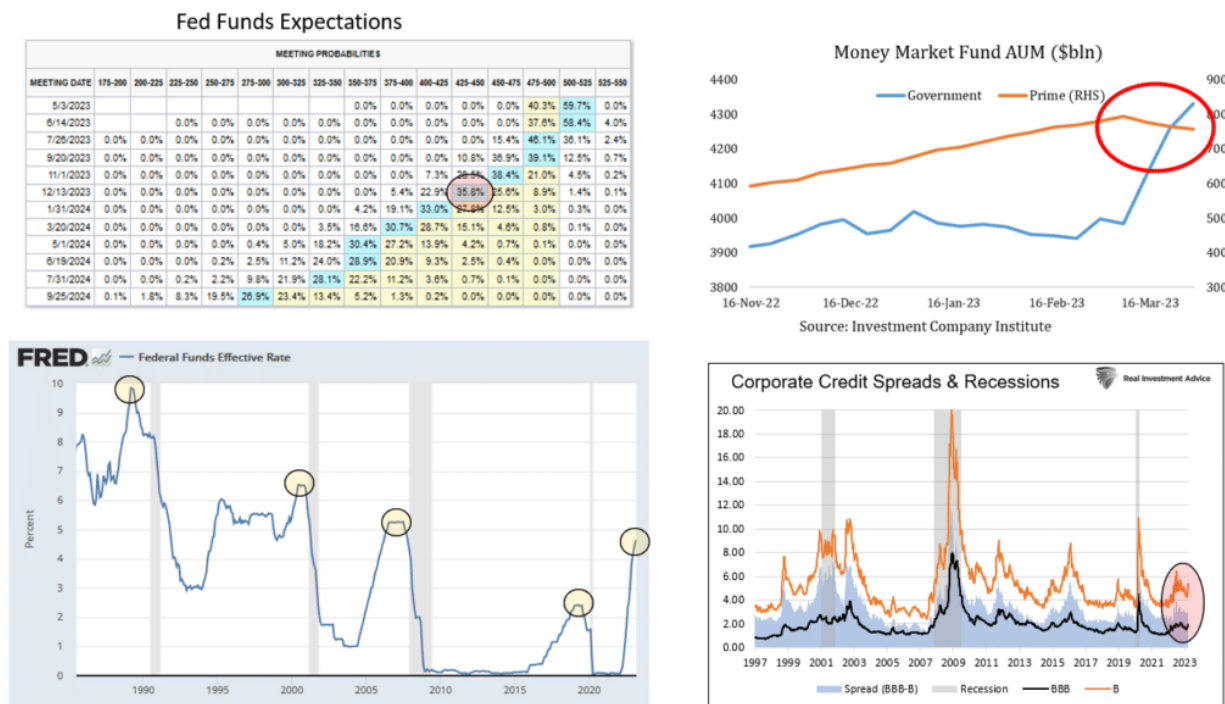 Fed Funds Expectations
MEETING PROBABILITIES
MEETING DATE 175-200 200-225 225-250 250-275 275-300 300-325 325-350 350-375 375-400 400-425 425-450 450-475 475-500 500-525 525-550
5/3/2023 0.0% 0.0% 0.0% 0.0% 0.0% 40.3% 59.7% 0.0%
6/14/2023 0.0% 0.0% 0.0% 0.0% 0.0% 0.0% 0.0% 0.0% 0.0% 0.0% 37.6% 58.4% 4.0%
7/26/2023 0.0% 0.0% 0.0% 0.0% 0.0% 0.0% 0.0% 0.0% 0.0% 0.0% 0.0% 15.4% 46.1% 36.1% 2.4%
9/20/2023 0.0% 0.0% 0.0% 0.0% 0.0% 0.0% 0.0% 0.0% 0.0% 0.0% 10.8% 36.9% 39.1% 12.5% 0.7%
11/1/2023 0.0% 0.0% 0.0% 0.0% 0.0% 0.0% 0.0% 0.0% 0.0% 7.3% 38.4% 21.0% 4.5% 0.2%
12/13/2023 0.0% 0.0% 0.0% 0.0% 0.0% 0.0% 0.0% 0.0% 5.4% 22.9% 35.8% 25.6% 8.9% 1.4% 0.1%
1/31/2024 0.0% 0.0% 0.0% 0.0% 0.0% 0.0% 0.0% 4.2% 19.1% 33.0% 12.5% 3.0% 0.3% 0.0%
3/20/2024 0.0% 0.0% 0.0% 0.0% 0.0% 0.0% 3.5% 16.6% 30.7% 28.7% 15.1% 4.6% 0.8% 0.1% 0.0%
5/1/2024 0.0% 0.0% 0.0% 0.0% 0.4% 5.0% 18.2% 30.4% 27.2% 13.9% 4.2% 0.7% 0.1% 0.0% 0.0%
6/19/2024 0.0% 0.0% 0.0% 0.2% 2.5% 11.2% 24.0% 28.9% 20.9% 9.3% 2.5% 0.4% 0.0% 0.0% 0.0%
7/31/2024 0.0% 0.0% 0.2% 2.2% 9.8% 21.9% 28.1% 22.2% 11.2% 3.6% 0.7% 0.1% 0.0% 0.0% 0.0%
9/25/2024 0.1% 1.8% 8.3% 19.5% 26.9% 23.4% 13.4% 5.2% 1.3% 0.2% 0.0% 0.0% 0.0% 0.0% 0.0%
Money Market Fund AUM ($bln)
Government Prime (RHS)
4400 900
4300 800
4200 700
4100 600
4000 500
3900 400
3800 300
16-Nov-22 16-Dec-22 16-Jan-23 16-Feb-23 16-Mar-23
Source: Investment Company Institute
FRED Federal Funds Effective Rate
10
9
8
7
6
5
4
3
2
1
0
Percent
1990 1995 2000 2005 2010 2015 2020
Corporate Credit Spreads & Recessions
Real Investment Advice
20.00
18.00
16.00
14.00
12.00
10.00
8.00
6.00
4.00
2.00
0.00
1997 1999 2001 2003 2005 2007 2009 2011 2013 2015 2017 2019 2021 2023
Spread (BBB-B) Recession BBB B